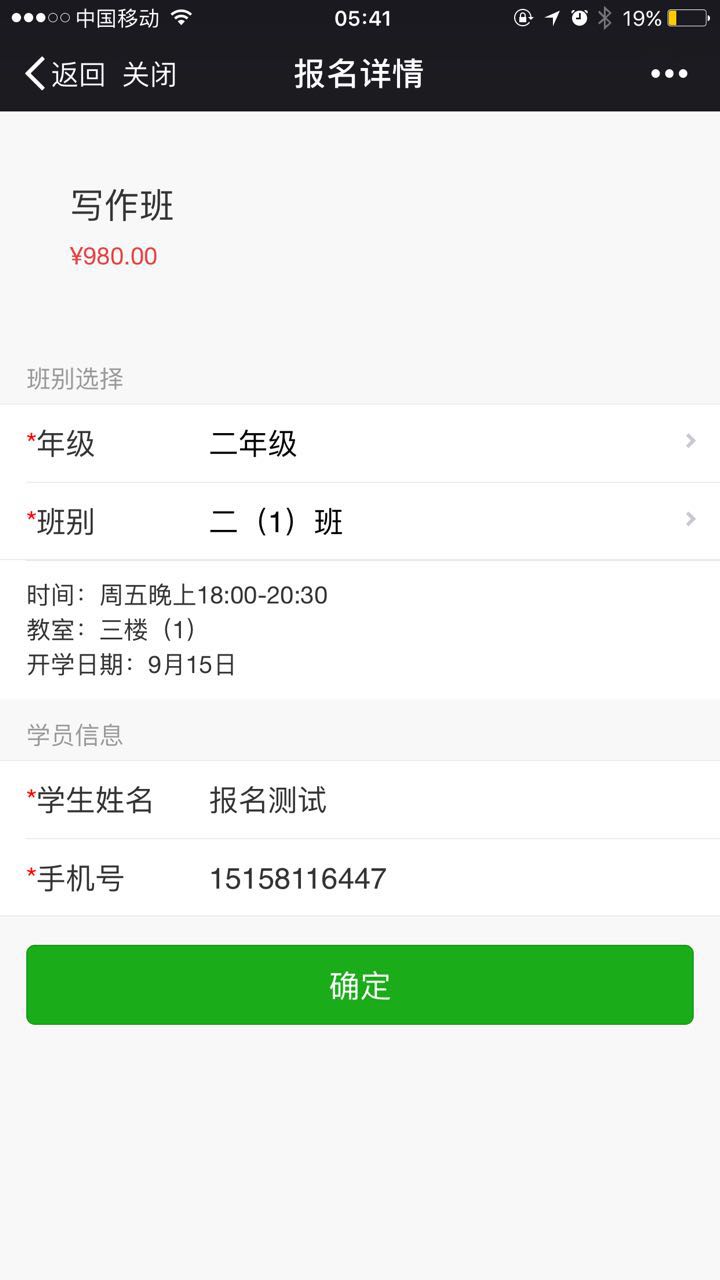 中国移动 05:41 19%
返回 关闭 报名详情
写作班
¥980.00
班别选择
*年级 二年级
*班别 二（1）班
时间：周五晚上18:00-20:30
教室：三楼（1）
开学日期：9月15日
学员信息
*学生姓名 报名测试
*手机号 15158116447
确定